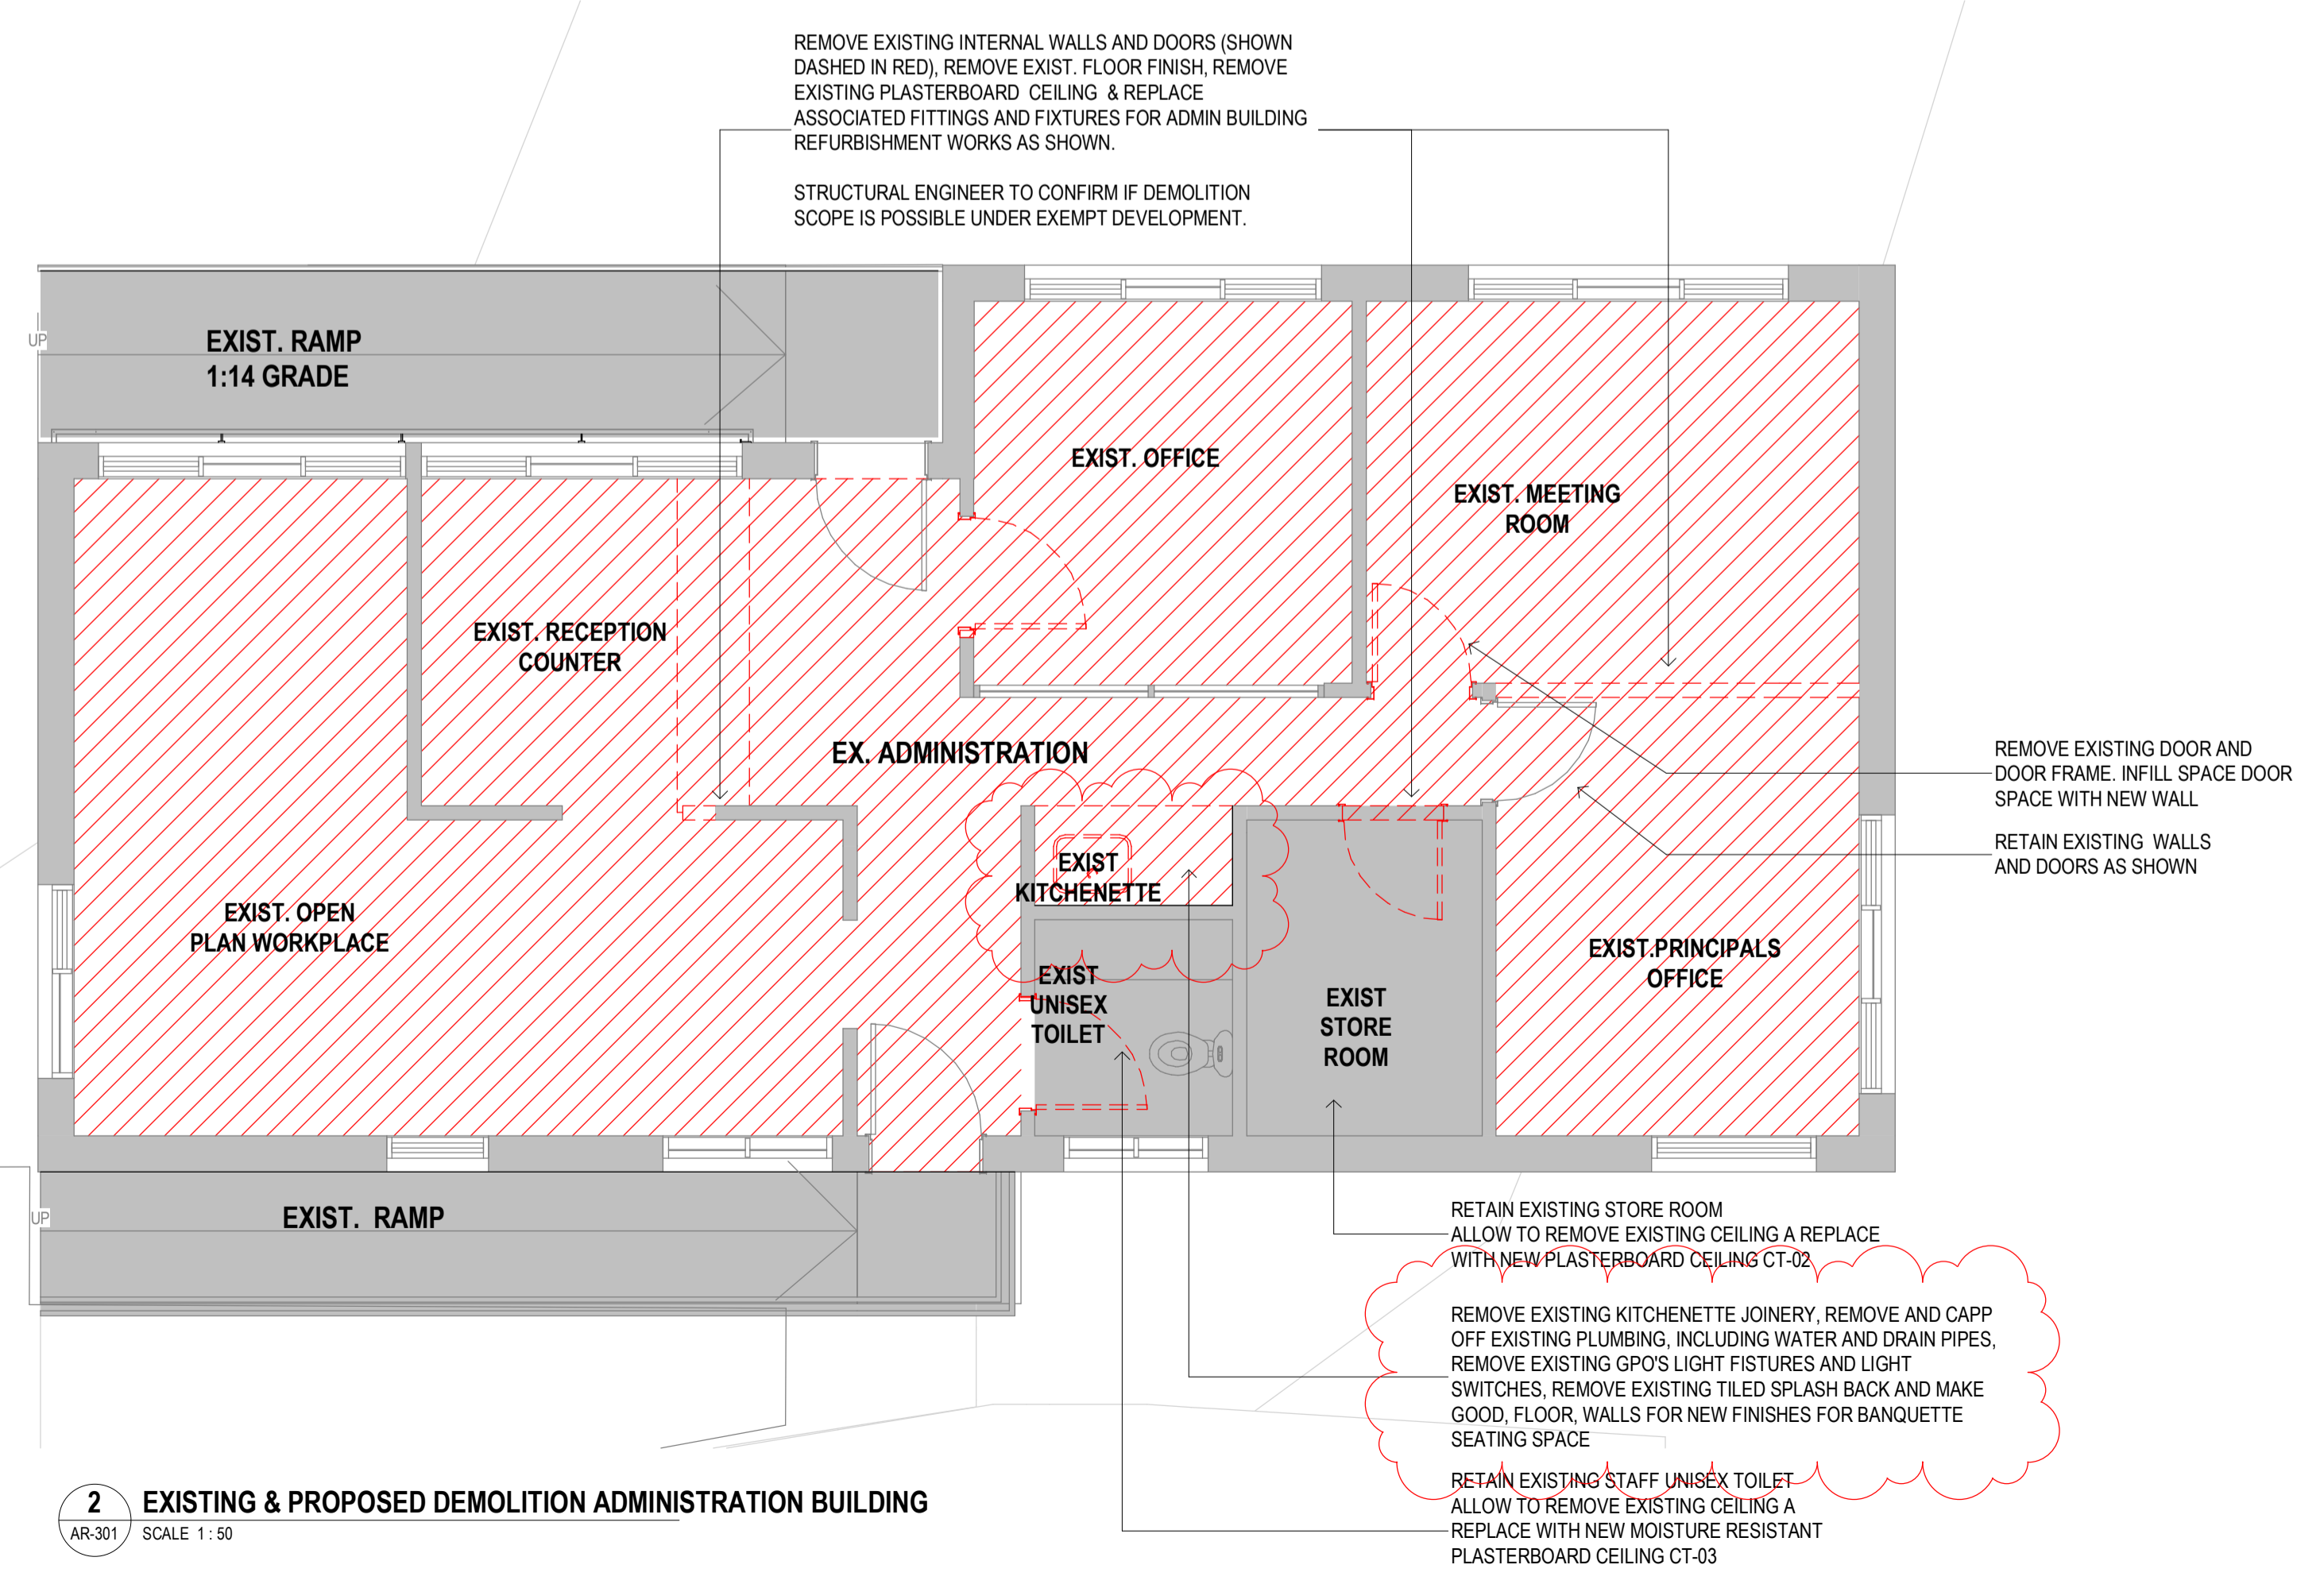 REMOVE EXISTING INTERNAL WALLS AND DOORS (SHOWN
DASHED IN RED), REMOVE EXIST. FLOOR FINISH, REMOVE
EXISTING PLASTERBOARD CEILING & REPLACE
ASSOCIATED FITTINGS AND FIXTURES FOR ADMIN BUILDING
REFURBISHMENT WORKS AS SHOWN.
STRUCTURAL ENGINEER TO CONFIRM IF DEMOLITION
SCOPE IS POSSIBLE UNDER EXEMPT DEVELOPMENT.
UP
EXIST. RAMP
1:14 GRADE
EXIST. OFFICE
EXIST. MEETING
ROOM
EXIST. RECEPTION
COUNTER
EX. ADMINISTRATION
REMOVE EXISTING DOOR AND
DOOR FRAME. INFILL SPACE DOOR
SPACE WITH NEW WALL
RETAIN EXISTING WALLS
AND DOORS AS SHOWN
EXIST
KITCHENETTE
EXIST. OPEN
PLAN WORKPLACE
EXIST.PRINCIPALS
OFFICE
EXIST
UNISEX
TOILET
EXIST
STORE
ROOM
UP
EXIST. RAMP
RETAIN EXISTING STORE ROOM
ALLOW TO REMOVE EXISTING CEILING A REPLACE
WITH NEW PLASTERBOARD CEILING CT-02
REMOVE EXISTING KITCHENETTE JOINERY, REMOVE AND CAPP
OFF EXISTING PLUMBING, INCLUDING WATER AND DRAIN PIPES,
REMOVE EXISTING GPO'S LIGHT FISTURES AND LIGHT
SWITCHES, REMOVE EXISTING TILED SPLASH BACK AND MAKE
GOOD, FLOOR, WALLS FOR NEW FINISHES FOR BANQUETTE
SEATING SPACE
RETAIN EXISTING STAFF UNISEX TOILET
ALLOW TO REMOVE EXISTING CEILING A
REPLACE WITH NEW MOISTURE RESISTANT
PLASTERBOARD CEILING CT-03
2
AR-301
EXISTING & PROPOSED DEMOLITION ADMINISTRATION BUILDING
SCALE 1 : 50